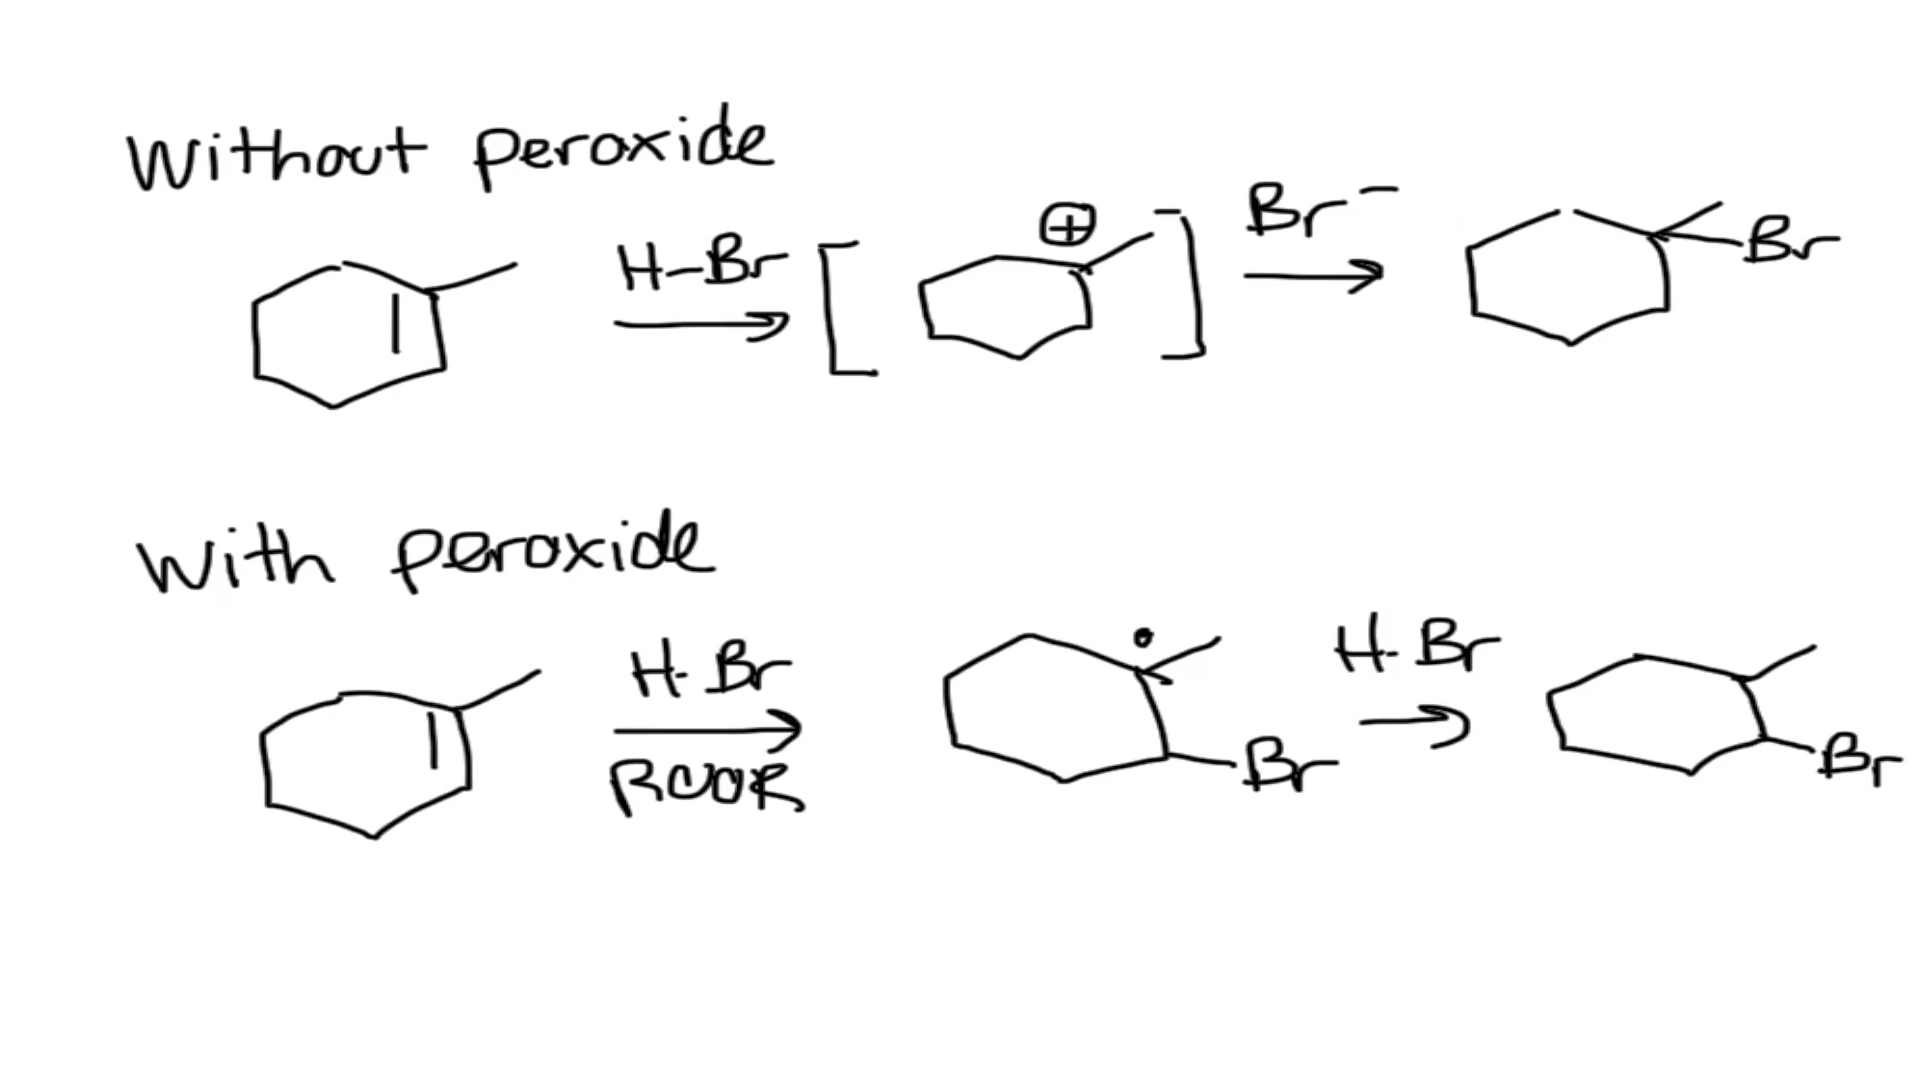 Without peroxide
H-Br
⊕
Br⁻
Br
With peroxide
H-Br
ROOR
Br
H-Br
Br